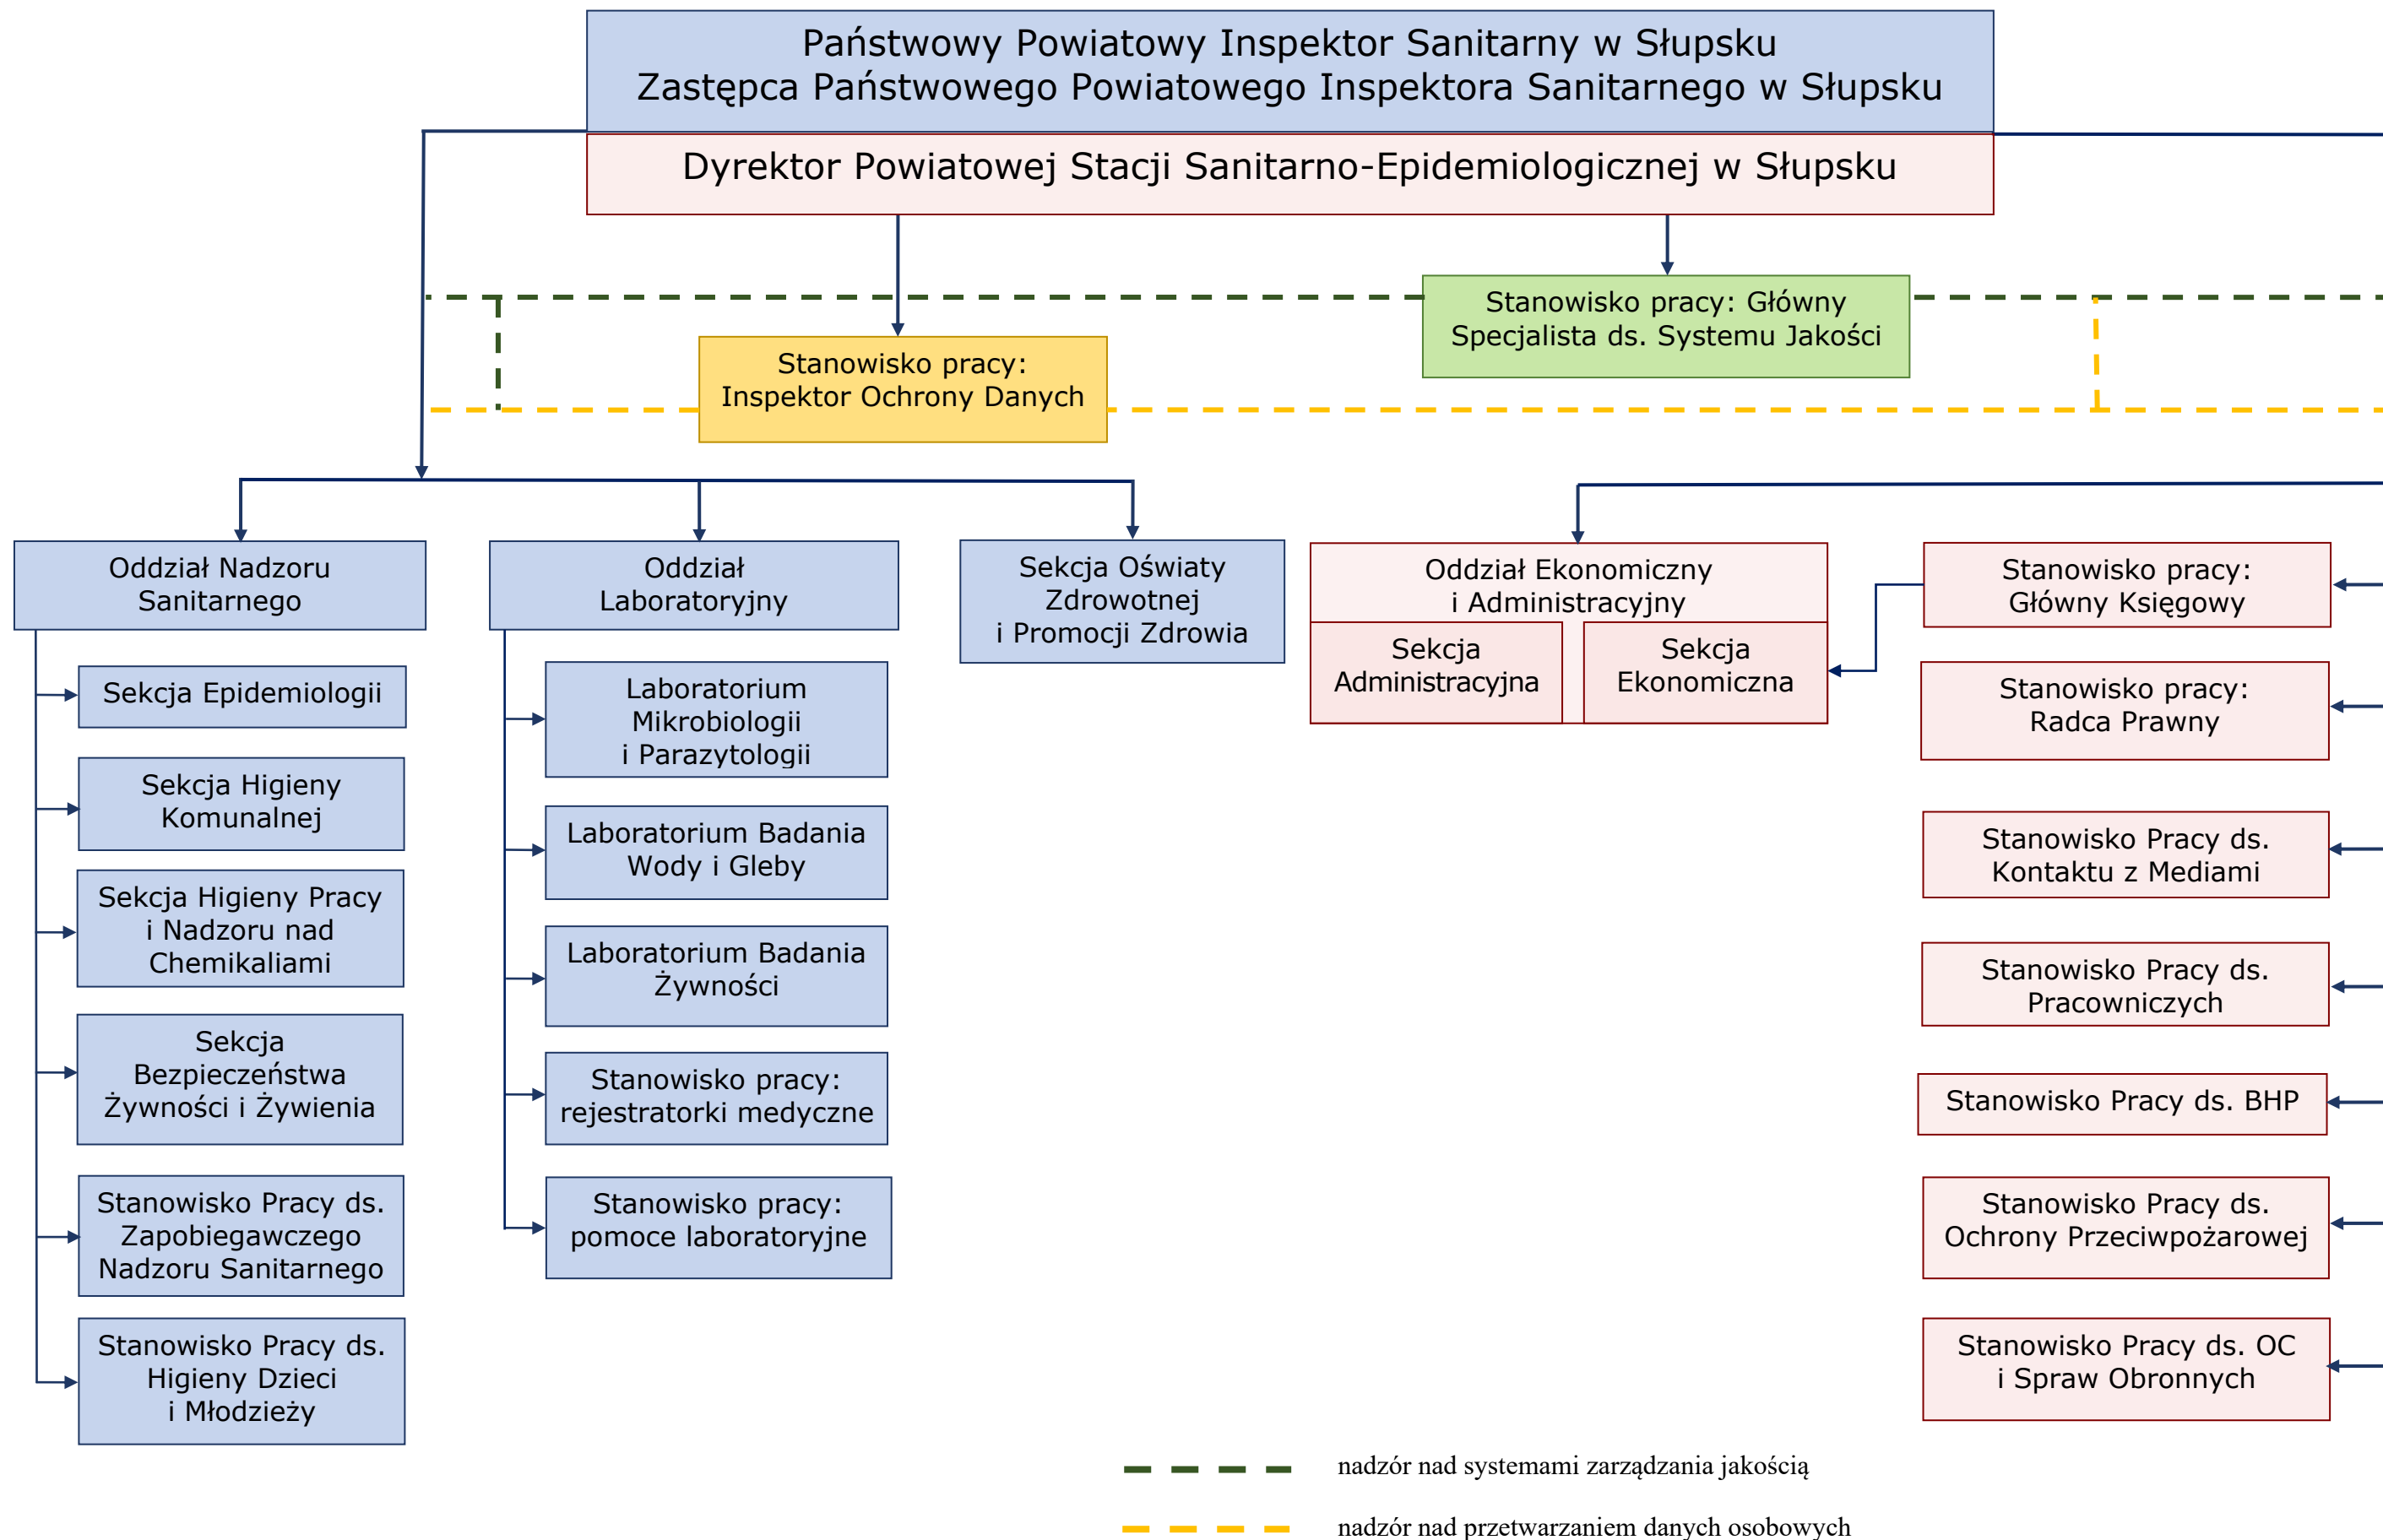 Państwowy Powiatowy Inspektor Sanitarny w Słupsku
Zastępca Państwowego Powiatowego Inspektora Sanitarnego w Słupsku
Dyrektor Powiatowej Stacji Sanitarno-Epidemiologicznej w Słupsku
Stanowisko pracy: Główny
Specjalista ds. Systemu Jakości
Stanowisko pracy:
Inspektor Ochrony Danych
Oddział Nadzoru
Sanitarnego
Sekcja Epidemiologii
Sekcja Higieny
Komunalnej
Sekcja Higieny Pracy
i Nadzoru nad
Chemikaliami
Sekcja
Bezpieczeństwa
Żywności i Żywienia
Stanowisko Pracy ds.
Zapobiegawczego
Nadzoru Sanitarnego
Stanowisko Pracy ds.
Higieny Dzieci
i Młodzieży
Oddział
Laboratoryjny
Laboratorium
Mikrobiologii
i Parazytologii
Laboratorium Badania
Wody i Gleby
Laboratorium Badania
Żywności
Stanowisko pracy:
rejestratorki medyczne
Stanowisko pracy:
pomoce laboratoryjne
Sekcja Oświaty
Zdrowotnej
i Promocji Zdrowia
Oddział Ekonomiczny
i Administracyjny
Sekcja
Administracyjna
Sekcja
Ekonomiczna
Stanowisko pracy:
Główny Księgowy
Stanowisko pracy:
Radca Prawny
Stanowisko Pracy ds.
Kontaktu z Mediami
Stanowisko Pracy ds.
Pracowniczych
Stanowisko Pracy ds. BHP
Stanowisko Pracy ds.
Ochrony Przeciwpożarowej
Stanowisko Pracy ds. OC
i Spraw Obronnych
nadzór nad systemami zarządzania jakością
nadzór nad przetwarzaniem danych osobowych